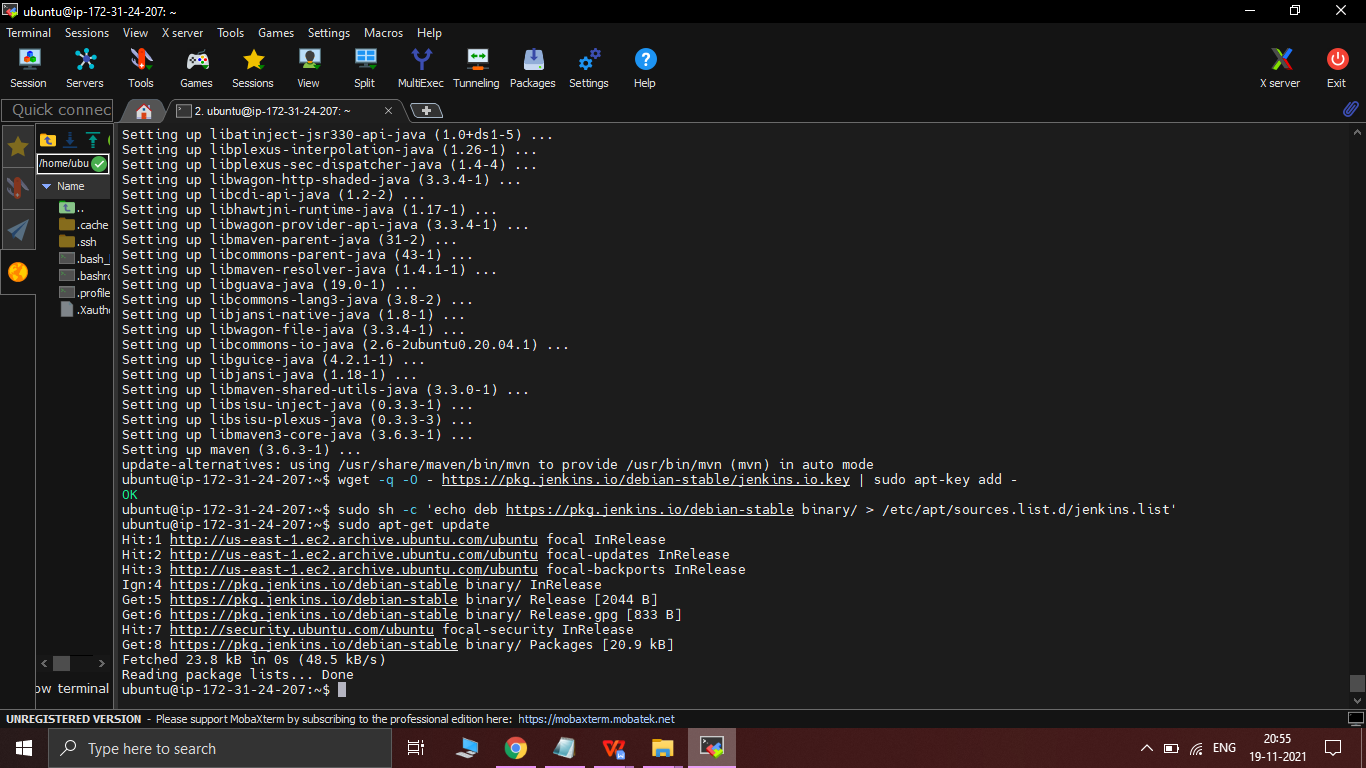 ubuntu@ip-172-31-24-207: ~
Terminal Sessions View X server Tools Games Settings Macros Help
Session Servers Tools Games Sessions View Split MultiExec Tunneling Packages Settings Help X server Exit
Quick connec
2. ubuntu@ip-172-31-24-207: ~
/home/ubu
Name
..
.cache
.ssh
.bash_
.bashrc
.profile
.Xautho
ow terminal
Setting up libatinject-jsr330-api-java (1.0+ds1-5) ...
Setting up libplexus-interpolation-java (1.26-1) ...
Setting up libplexus-sec-dispatcher-java (1.4-4) ...
Setting up libwagon-http-shaded-java (3.3.4-1) ...
Setting up libcdi-api-java (1.2-2) ...
Setting up libhawtjni-runtime-java (1.17-1) ...
Setting up libwagon-provider-api-java (3.3.4-1) ...
Setting up libmaven-parent-java (31-2) ...
Setting up libcommons-parent-java (43-1) ...
Setting up libmaven-resolver-java (1.4.1-1) ...
Setting up libguava-java (19.0-1) ...
Setting up libcommons-lang3-java (3.8-2) ...
Setting up libjansi-native-java (1.8-1) ...
Setting up libwagon-file-java (3.3.4-1) ...
Setting up libcommons-io-java (2.6-2ubuntu0.20.04.1) ...
Setting up libguice-java (4.2.1-1) ...
Setting up libjansi-java (1.18-1) ...
Setting up libmaven-shared-utils-java (3.3.0-1) ...
Setting up libsisu-inject-java (0.3.3-1) ...
Setting up libsisu-plexus-java (0.3.3-3) ...
Setting up libmaven3-core-java (3.6.3-1) ...
Setting up maven (3.6.3-1) ...
update-alternatives: using /usr/share/maven/bin/mvn to provide /usr/bin/mvn (mvn) in auto mode
ubuntu@ip-172-31-24-207:~$ wget -q -O - https://pkg.jenkins.io/debian-stable/jenkins.io.key | sudo apt-key add -
OK
ubuntu@ip-172-31-24-207:~$ sudo sh -c 'echo deb https://pkg.jenkins.io/debian-stable binary/ > /etc/apt/sources.list.d/jenkins.list'
ubuntu@ip-172-31-24-207:~$ sudo apt-get update
Hit:1 http://us-east-1.ec2.archive.ubuntu.com/ubuntu focal InRelease
Hit:2 http://us-east-1.ec2.archive.ubuntu.com/ubuntu focal-updates InRelease
Hit:3 http://us-east-1.ec2.archive.ubuntu.com/ubuntu focal-backports InRelease
Ign:4 https://pkg.jenkins.io/debian-stable binary/ InRelease
Get:5 https://pkg.jenkins.io/debian-stable binary/ Release [2044 B]
Get:6 https://pkg.jenkins.io/debian-stable binary/ Release.gpg [833 B]
Hit:7 http://security.ubuntu.com/ubuntu focal-security InRelease
Get:8 https://pkg.jenkins.io/debian-stable binary/ Packages [20.9 kB]
Fetched 23.8 kB in 0s (48.5 kB/s)
Reading package lists... Done
ubuntu@ip-172-31-24-207:~$
UNREGISTERED VERSION - Please support MobaXterm by subscribing to the professional edition here: https://mobaxterm.mobatek.net
Type here to search
ENG
20:55
19-11-2021